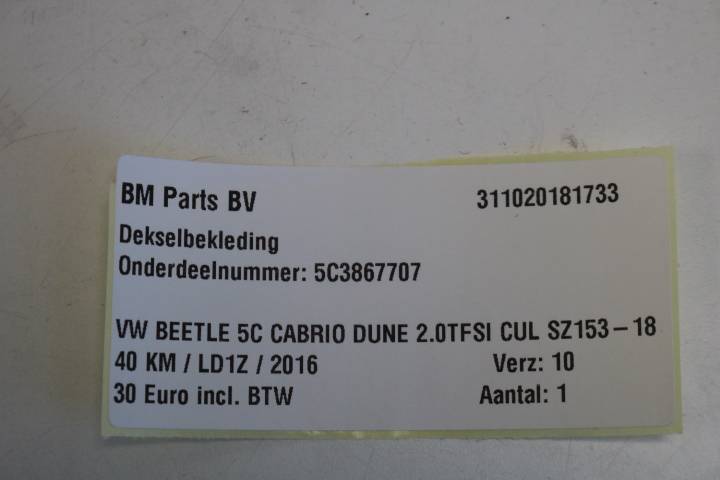 BM Parts BV 311020181733
Dekselbekleding
Onderdeelnummer: 5C3867707
VW BEETLE 5C CABRIO DUNE 2.0TFSI CUL SZ153-18
40 KM / LD1Z / 2016 Verz: 10
30 Euro incl. BTW Aantal: 1